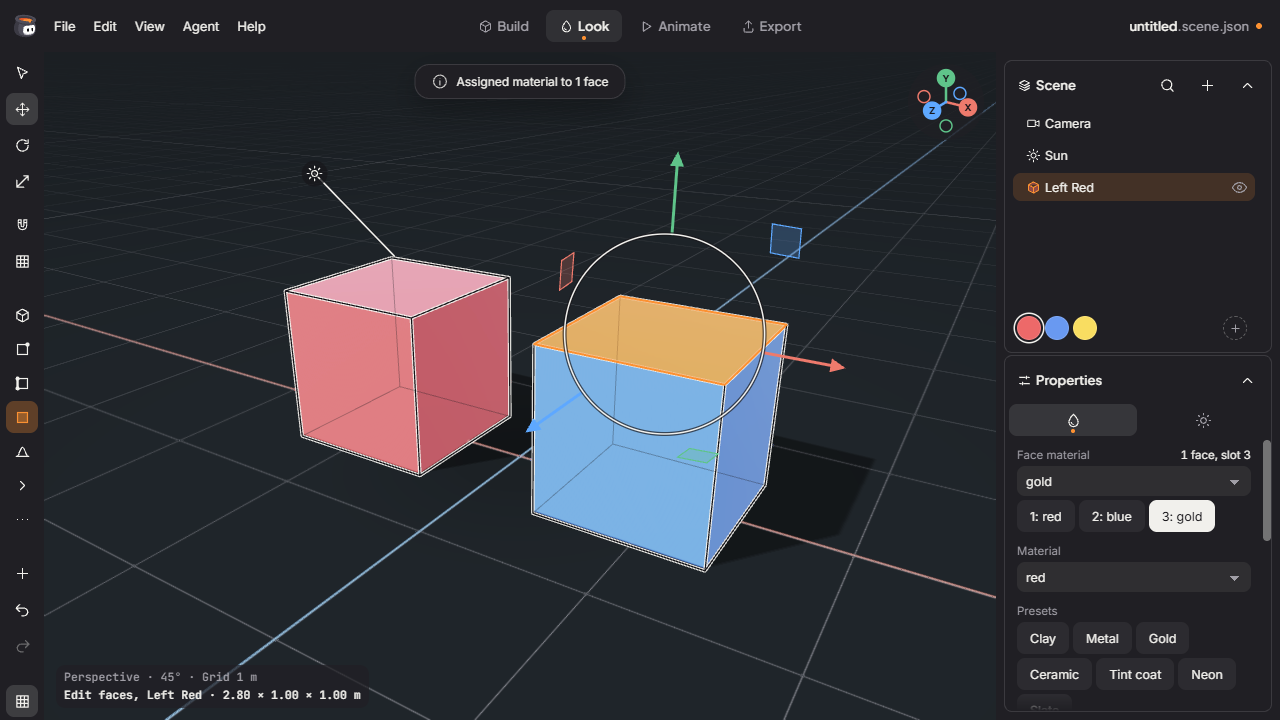 File Edit View Agent Help
Build Look Animate Export
untitled.scene.json
Assigned material to 1 face
Y
X
Z
Scene
Camera
Sun
Left Red
Properties
Face material 1 face, slot 3
gold
1: red 2: blue 3: gold
Material
red
Presets
Clay Metal Gold
Ceramic Tint coat Neon
Perspective · 45° · Grid 1 m
Edit faces, Left Red · 2.80 × 1.00 × 1.00 m